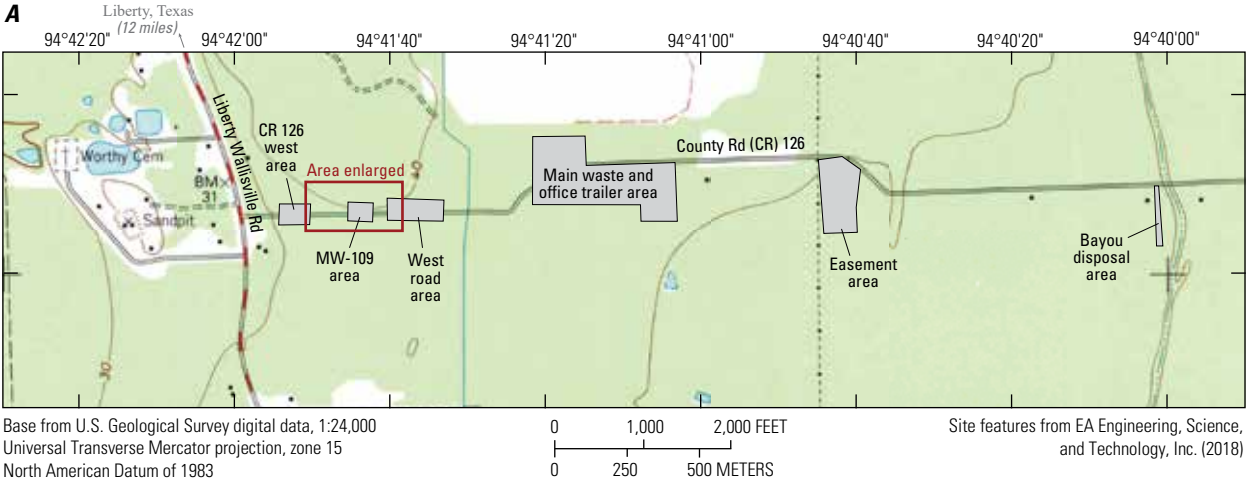 A
Liberty, Texas
(12 miles)
94°42'20" 94°42'00" 94°41'40" 94°41'20" 94°41'00" 94°40'40" 94°40'20" 94°40'00"
Liberty Wallisville Rd
CR 126
west
area
Area enlarged
40
County Rd (CR) 126
Worthy Cem
BM×
31
Sandpit
Main waste and
office trailer area
MW-109
area
West
road
area
Easement
area
Bayou
disposal
area
30
0
Base from U.S. Geological Survey digital data, 1:24,000
Universal Transverse Mercator projection, zone 15
North American Datum of 1983
0 1,000 2,000 FEET
0 250 500 METERS
Site features from EA Engineering, Science,
and Technology, Inc. (2018)